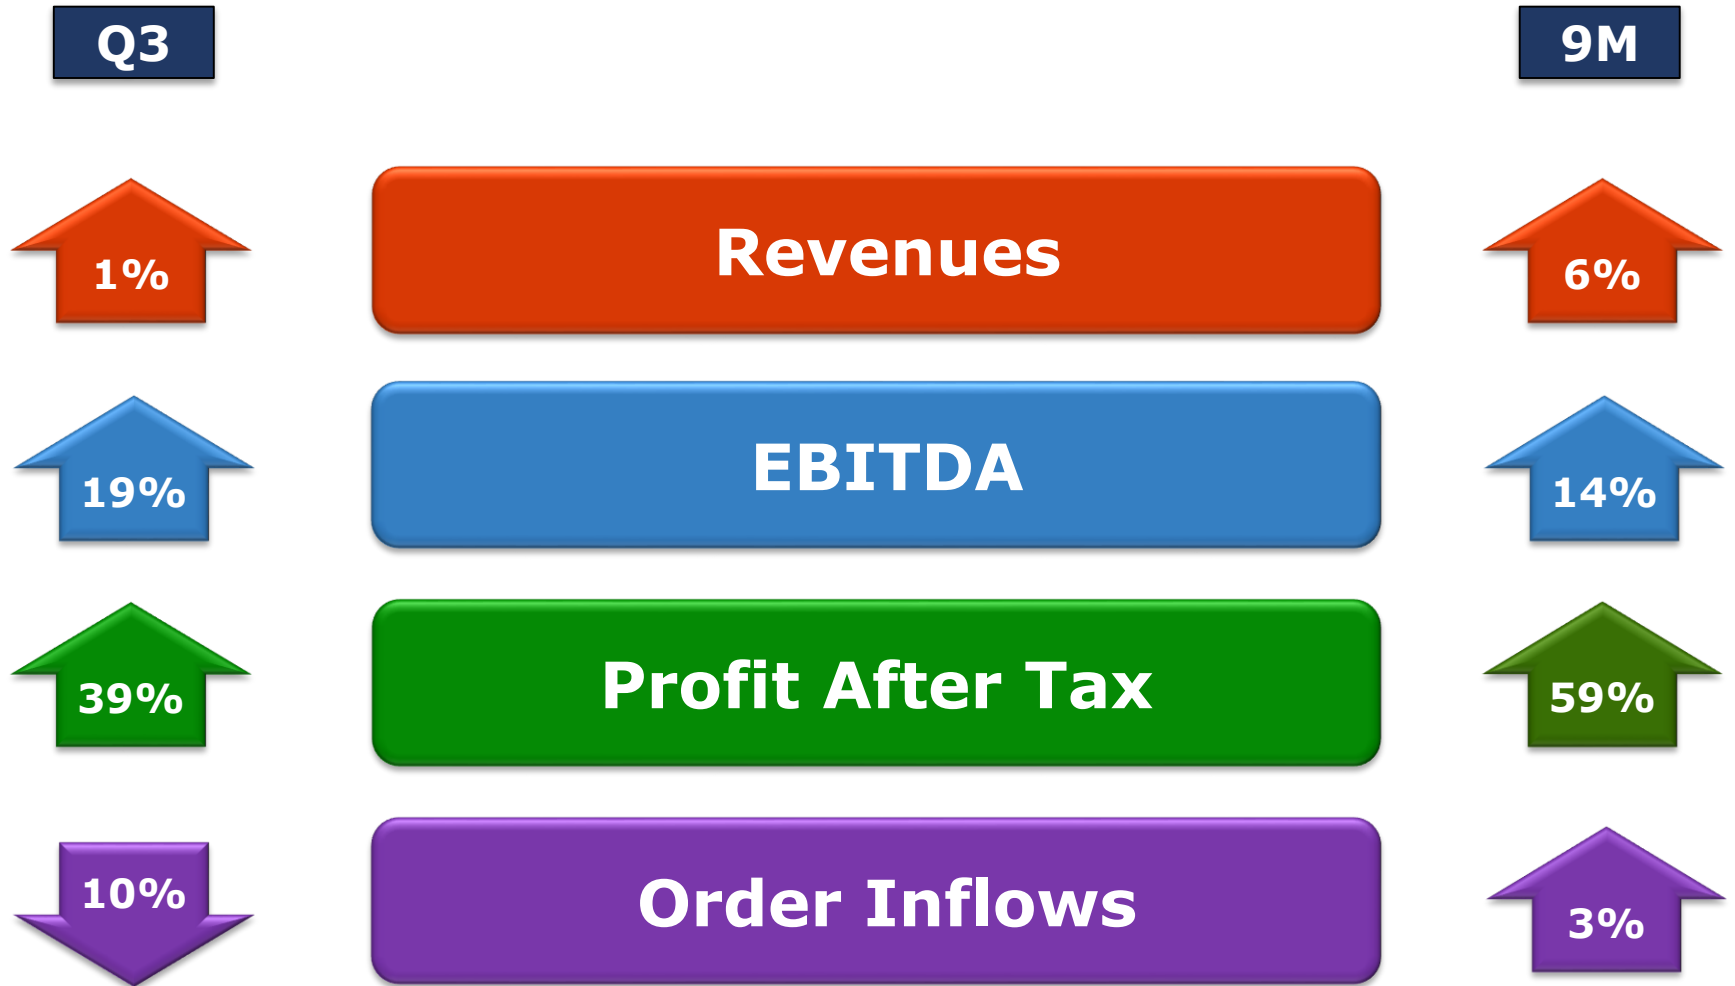 Q3
9M
1%
Revenues
6%
19%
EBITDA
14%
39%
Profit After Tax
59%
10%
Order Inflows
3%